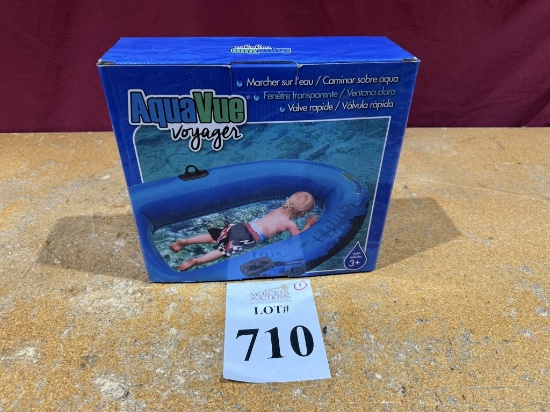 AquaVue
Marcher sur l'eau / Caminar sobre agua
Fenêtre transparente / Ventana clara
Valve rapide / Válvula rápida
AquaVue®
Voyager
3+
LOT#
710